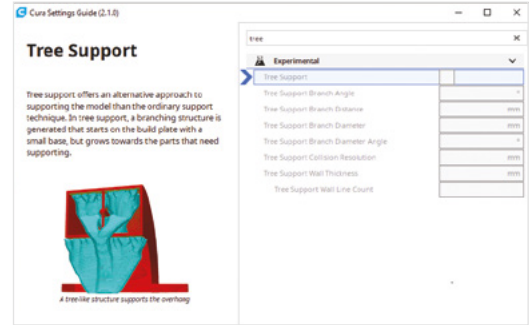 Cura Settings Guide (2.1.0)
Tree Support
Tree support offers an alternative approach to
supporting the model than the ordinary support
technique. In tree support, a branching structure is
generated that starts on the build plate with a
small base, but grows towards the parts that need
supporting.
A tree-like structure supports the overhang
tree
Experimental
Tree Support
Tree Support Branch Angle °
Tree Support Branch Distance mm
Tree Support Branch Diameter mm
Tree Support Branch Diameter Angle °
Tree Support Collision Resolution mm
Tree Support Wall Thickness mm
Tree Support Wall Line Count